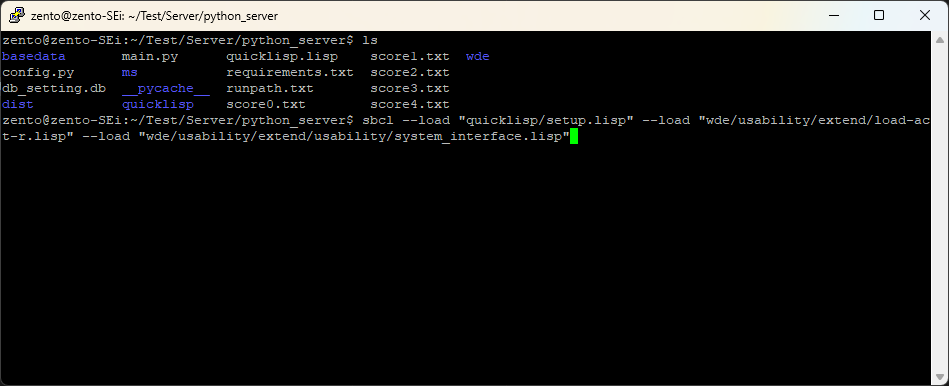 zento@zento-SEi: ~/Test/Server/python_server
zento@zento-SEi:~/Test/Server/python_server$ ls
basedata main.py quicklisp.lisp score1.txt wde
config.py ms requirements.txt score2.txt
db_setting.db __pycache__ runpath.txt score3.txt
dist quicklisp score0.txt score4.txt
zento@zento-SEi:~/Test/Server/python_server$ sbcl --load "quicklisp/setup.lisp" --load "wde/usability/extend/load-ac
t-r.lisp" --load "wde/usability/extend/usability/system_interface.lisp"